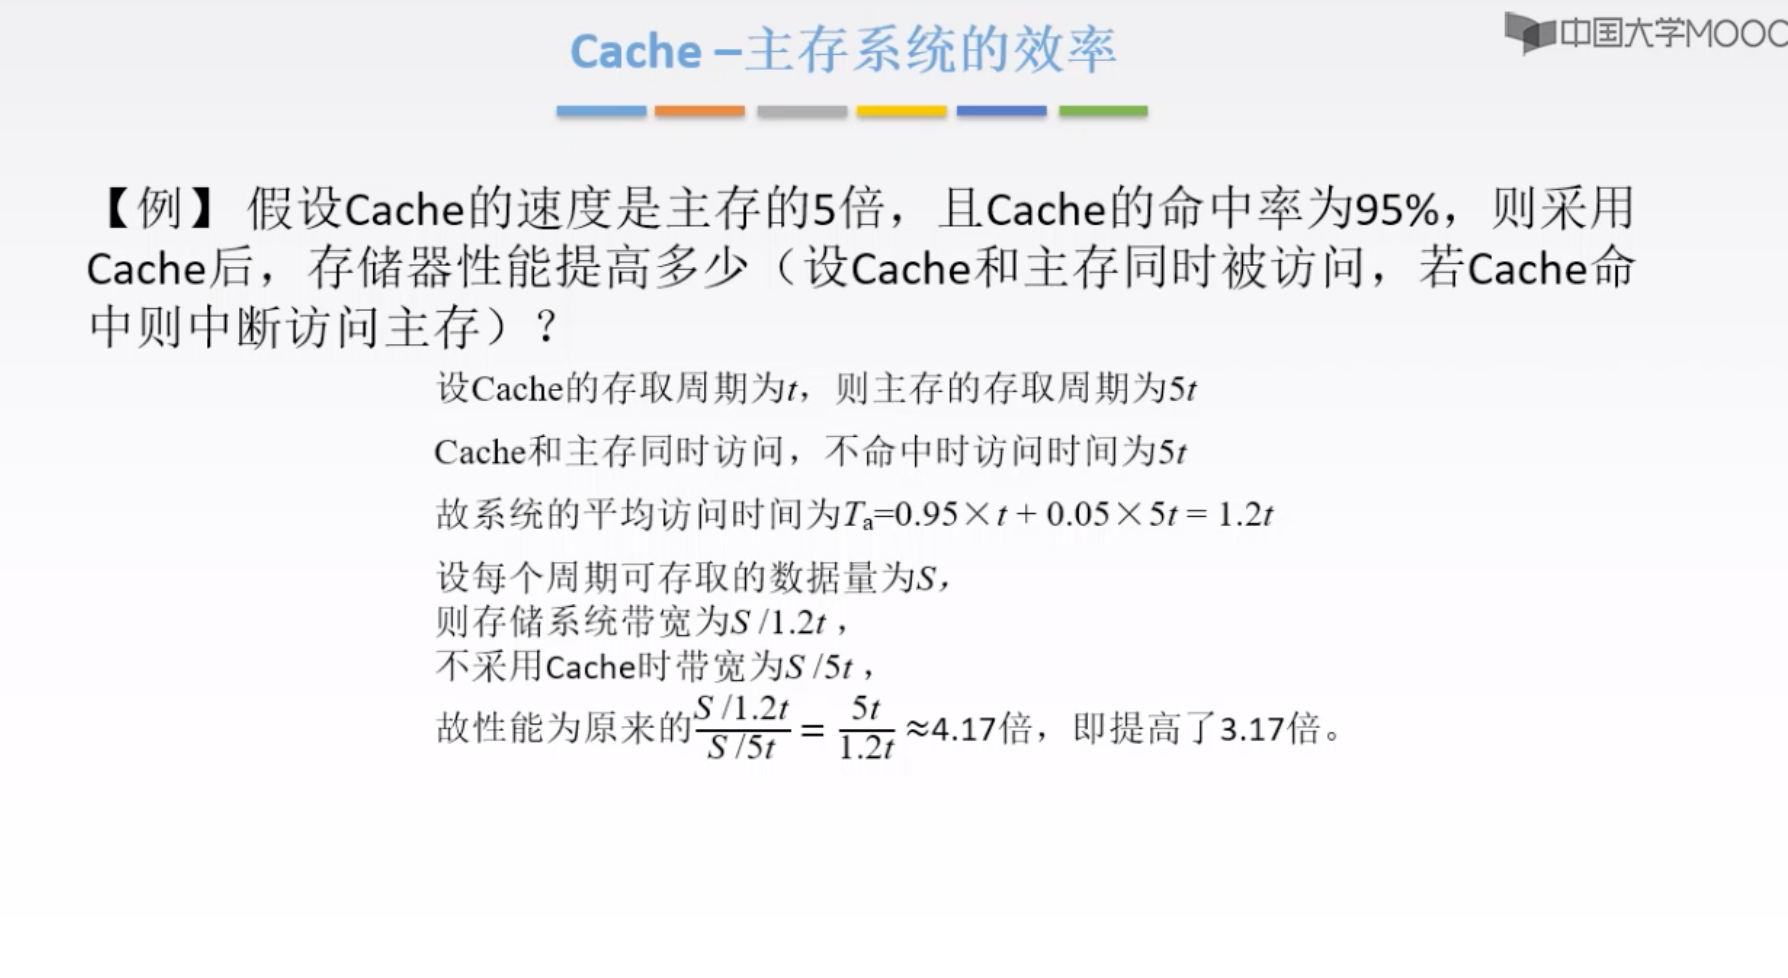 Cache –主存系统的效率
中国大学MOOC
【例】 假设Cache的速度是主存的5倍，且Cache的命中率为95%，则采用
Cache后，存储器性能提高多少（设Cache和主存同时被访问，若Cache命
中则中断访问主存）？
设Cache的存取周期为t，则主存的存取周期为5t
Cache和主存同时访问，不命中时访问时间为5t
故系统的平均访问时间为Ta=0.95×t + 0.05×5t = 1.2t
设每个周期可存取的数据量为S，
则存储系统带宽为S /1.2t ，
不采用Cache时带宽为S /5t ，
故性能为原来的(S /1.2t)/(S /5t) = 5t/1.2t ≈4.17倍，即提高了3.17倍。